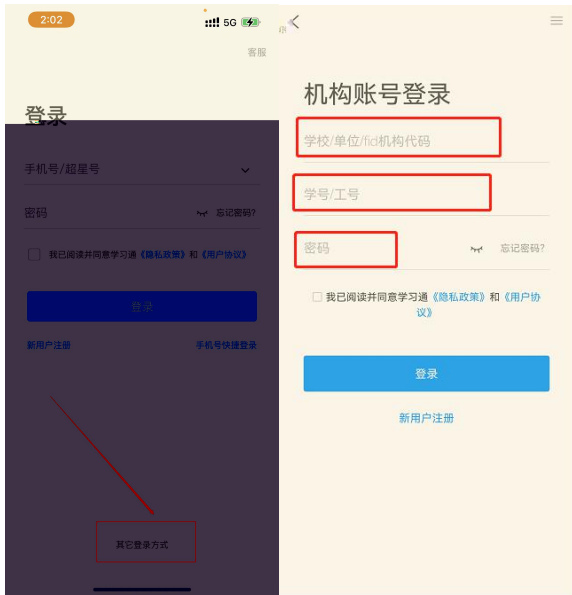 2:02
5G
客服
登录
手机号/超星号
密码
忘记密码?
我已阅读并同意学习通《隐私政策》和《用户协议》
登录
新用户注册
手机号快捷登录
其它登录方式
机构账号登录
学校/单位/fid机构代码
学号/工号
密码
忘记密码?
我已阅读并同意学习通《隐私政策》和《用户协
议》
登录
新用户注册